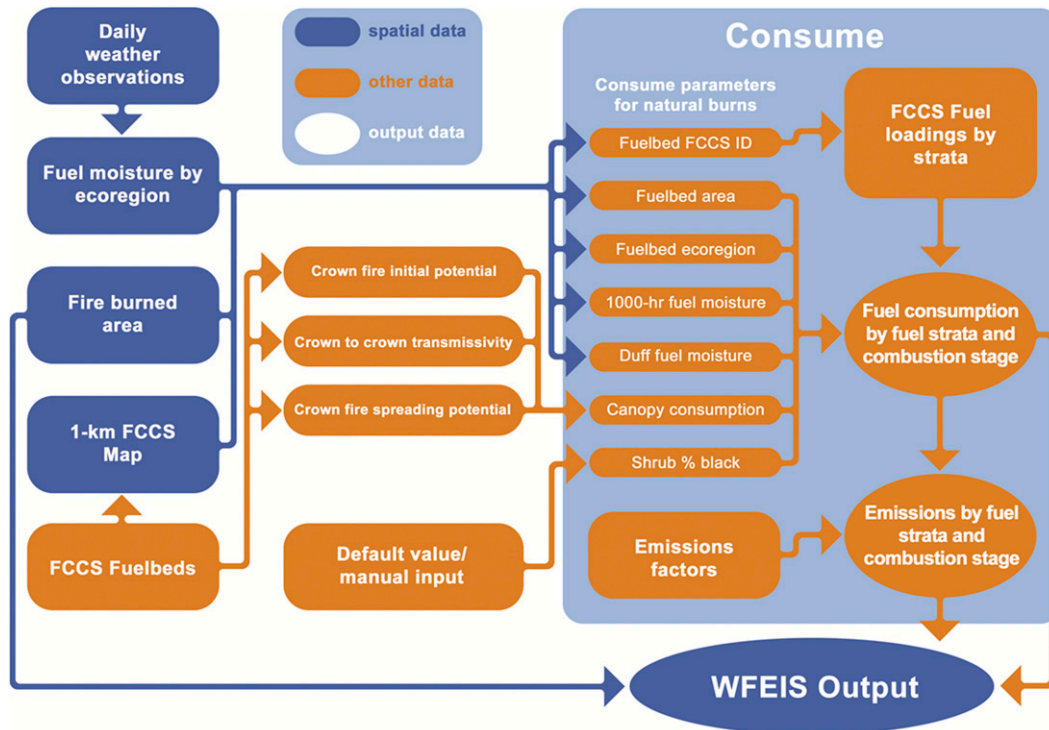 Daily
weather
observations
Fuel moisture by
ecoregion
Fire burned
area
1-km FCCS
Map
FCCS Fuelbeds
spatial data
other data
output data
Crown fire initial potential
Crown to crown transmissivity
Crown fire spreading potential
Default value/
manual input
Consume
Consume parameters
for natural burns
Fuelbed FCCS ID
Fuelbed area
Fuelbed ecoregion
1000-hr fuel moisture
Duff fuel moisture
Canopy consumption
Shrub % black
Emissions
factors
FCCS Fuel
loadings by
strata
Fuel consumption
by fuel strata and
combustion stage
Emissions by fuel
strata and
combustion stage
WFEIS Output